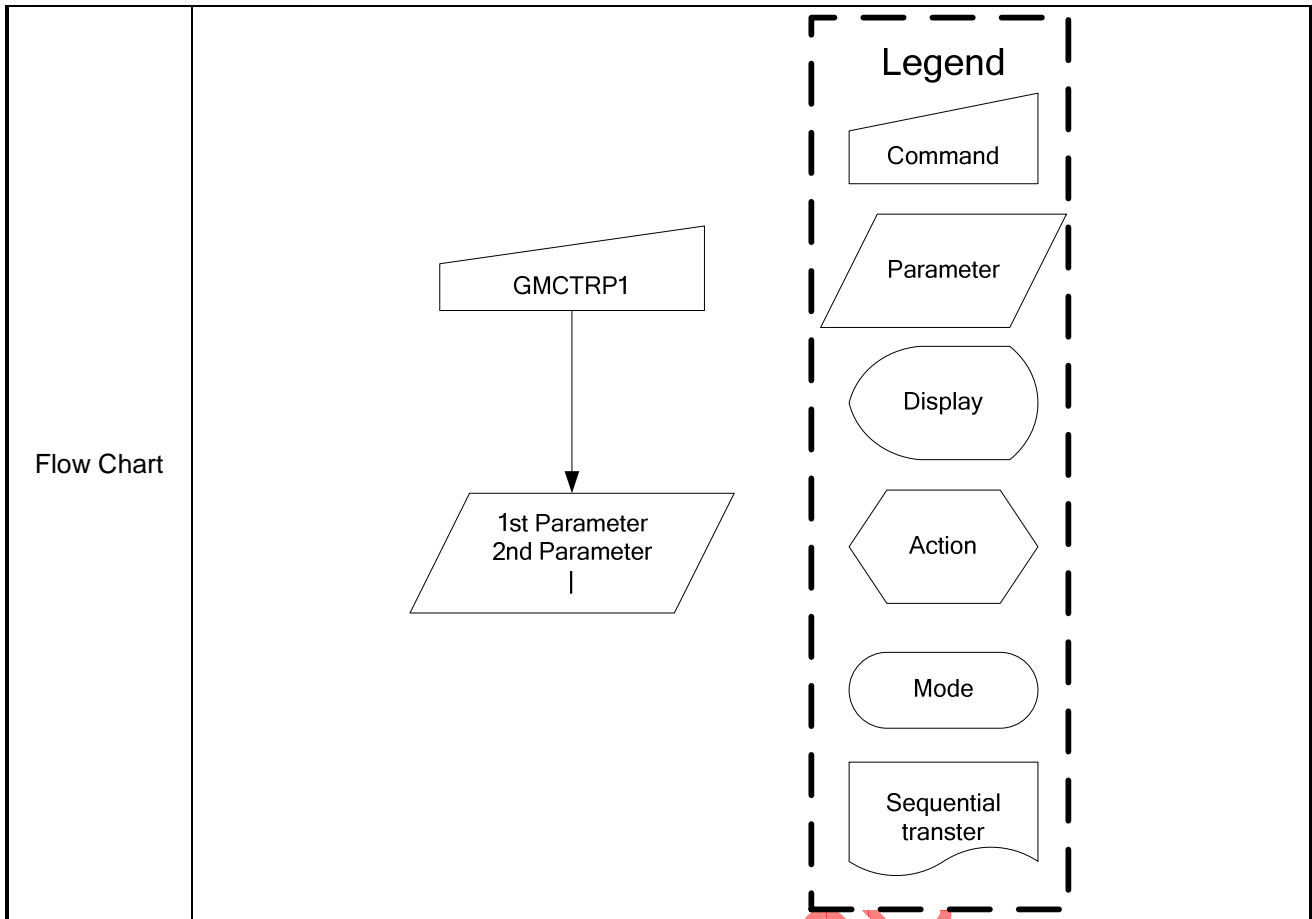 Flow Chart
GMCTRP1
1st Parameter
2nd Parameter
|
Legend
Command
Parameter
Display
Action
Mode
Sequential
transter